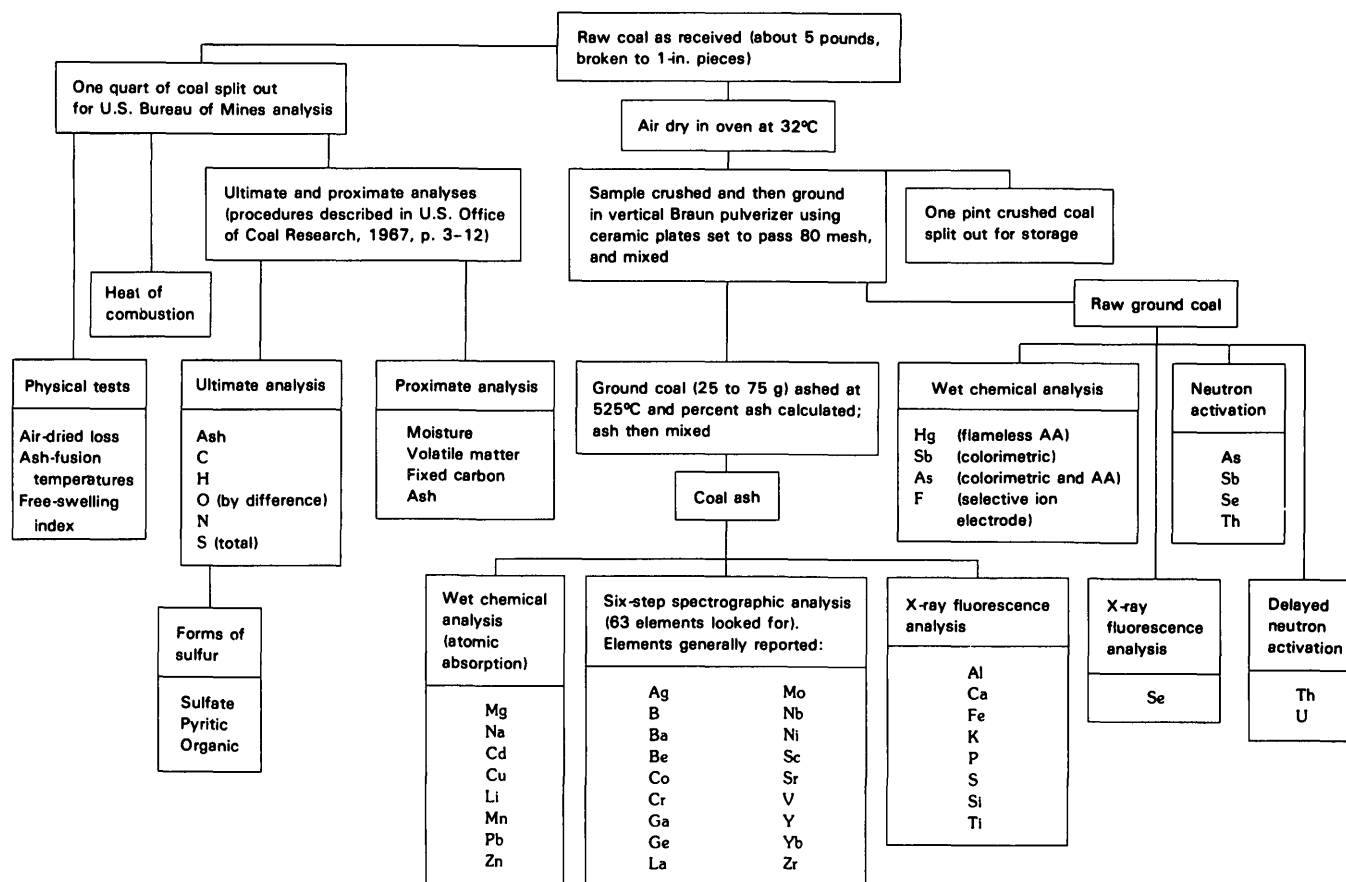 Raw coal as received (about 5 pounds,
broken to 1-in. pieces)
One quart of coal split out
for U.S. Bureau of Mines analysis
Air dry in oven at 32°C
Ultimate and proximate analyses
(procedures described in U.S. Office
of Coal Research, 1967, p. 3–12)
Sample crushed and then ground
in vertical Braun pulverizer using
ceramic plates set to pass 80 mesh,
and mixed
One pint crushed coal
split out for storage
Heat of
combustion
Raw ground coal
Physical tests
Air-dried loss
Ash-fusion
temperatures
Free-swelling
index
Ultimate analysis
Ash
C
H
O (by difference)
N
S (total)
Proximate analysis
Moisture
Volatile matter
Fixed carbon
Ash
Ground coal (25 to 75 g) ashed at
525°C and percent ash calculated;
ash then mixed
Wet chemical analysis
Hg (flameless AA)
Sb (colorimetric)
As (colorimetric and AA)
F (selective ion
electrode)
Neutron
activation
As
Sb
Se
Th
Coal ash
Forms of
sulfur
Sulfate
Pyritic
Organic
Wet chemical
analysis
(atomic
absorption)
Mg
Na
Cd
Cu
Li
Mn
Pb
Zn
Six-step spectrographic analysis
(63 elements looked for).
Elements generally reported:
Ag Mo
B Nb
Ba Ni
Be Sc
Co Sr
Cr V
Ga Y
Ge Yb
La Zr
X-ray fluorescence
analysis
Al
Ca
Fe
K
P
S
Si
Ti
X-ray
fluorescence
analysis
Se
Delayed
neutron
activation
Th
U